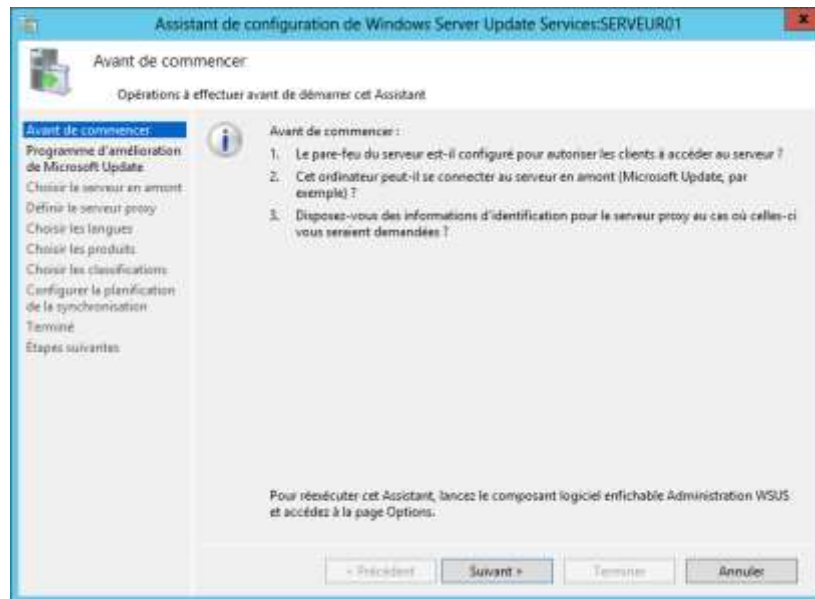 Assistant de configuration de Windows Server Update Services:SERVEUR01
x
Avant de commencer
Opérations à effectuer avant de démarrer cet Assistant
Avant de commencer
Programme d'amélioration
de Microsoft Update
Choisir le serveur en amont
Définir le serveur proxy
Choisir les langues
Choisir les produits
Choisir les classifications
Configurer la planification
de la synchronisation
Terminé
Étapes suivantes
Avant de commencer :
1. Le pare-feu du serveur est-il configuré pour autoriser les clients à accéder au serveur ?
2. Cet ordinateur peut-il se connecter au serveur en amont (Microsoft Update, par
exemple) ?
3. Disposez-vous des informations d'identification pour le serveur proxy au cas où celles-ci
vous seraient demandées ?
Pour réexécuter cet Assistant, lancez le composant logiciel enfichable Administration WSUS
et accédez à la page Options.
< Précédent
Suivant >
Terminer
Annuler